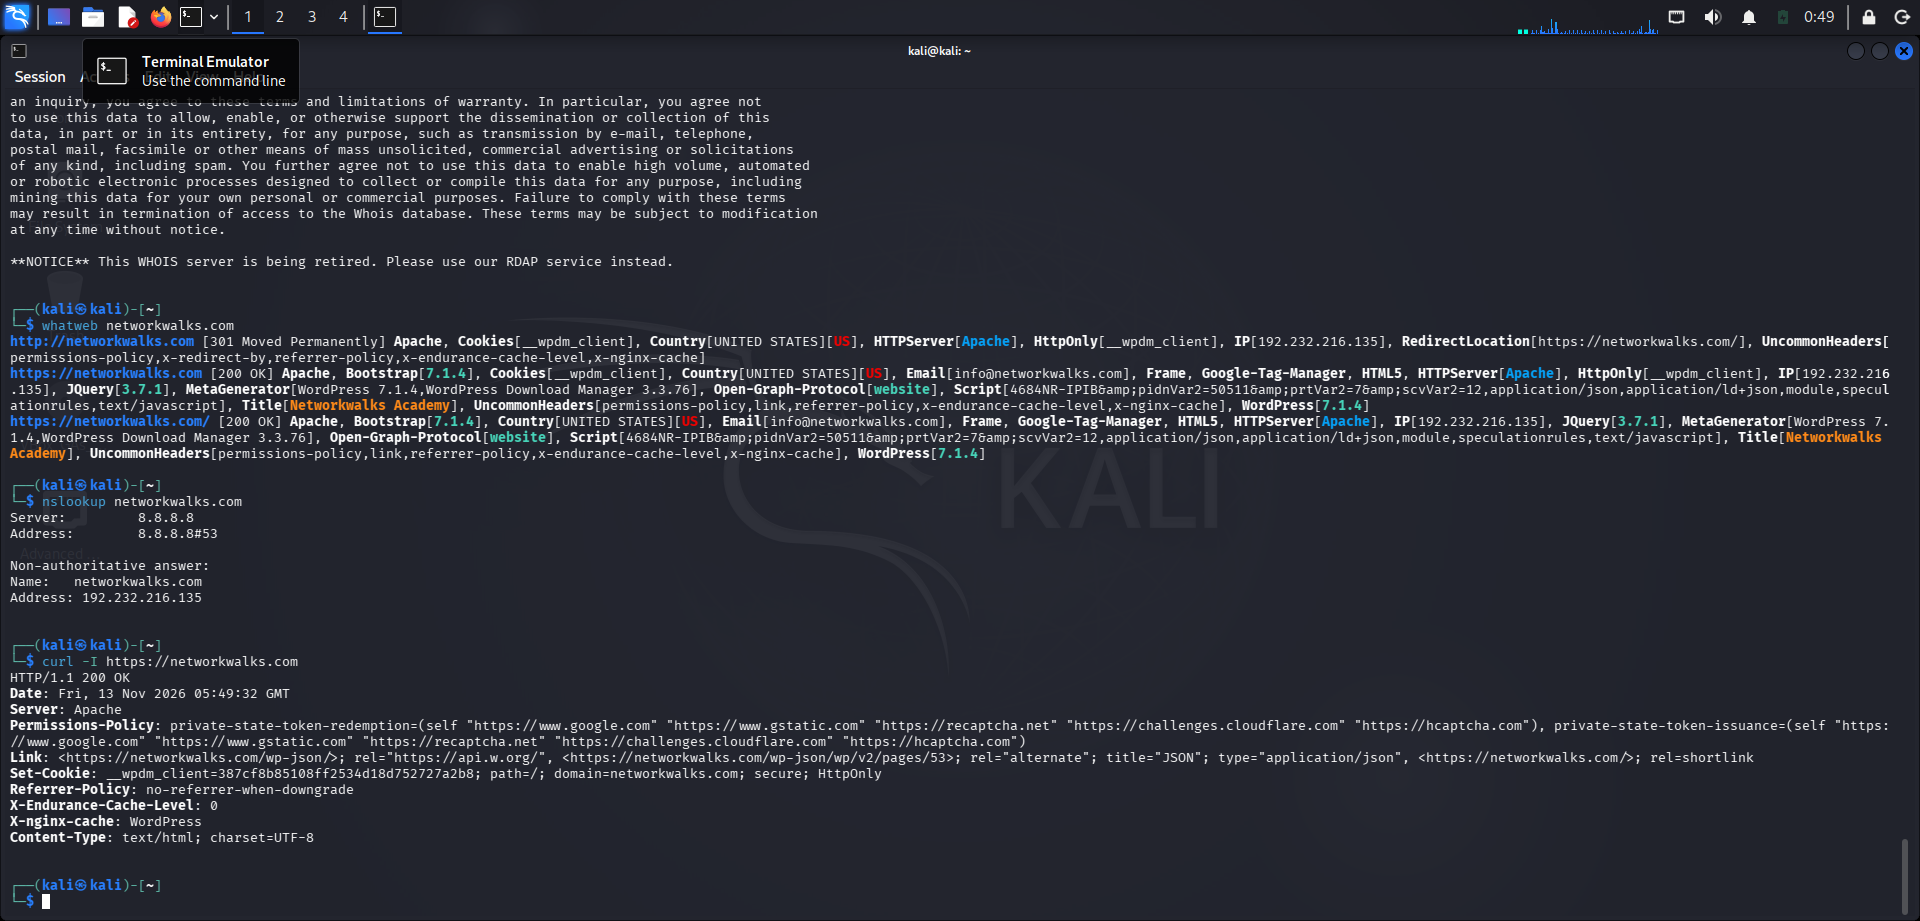 1 2 3 4
0:49
kali@kali: ~
Session
Terminal Emulator
Use the command line
an inquiry, you agree to these terms and limitations of warranty. In particular, you agree not
to use this data to allow, enable, or otherwise support the dissemination or collection of this
data, in part or in its entirety, for any purpose, such as transmission by e-mail, telephone,
postal mail, facsimile or other means of mass unsolicited, commercial advertising or solicitations
of any kind, including spam. You further agree not to use this data to enable high volume, automated
or robotic electronic processes designed to collect or compile this data for any purpose, including
mining this data for your own personal or commercial purposes. Failure to comply with these terms
may result in termination of access to the Whois database. These terms may be subject to modification
at any time without notice.
**NOTICE** This WHOIS server is being retired. Please use our RDAP service instead.
┌──(kali㉿kali)-[~]
└─$ whatweb networkwalks.com
http://networkwalks.com [301 Moved Permanently] Apache, Cookies[__wpdm_client], Country[UNITED STATES][US], HTTPServer[Apache], HttpOnly[__wpdm_client], IP[192.232.216.135], RedirectLocation[https://networkwalks.com/], UncommonHeaders[
permissions-policy,x-redirect-by,referrer-policy,x-endurance-cache-level,x-nginx-cache]
https://networkwalks.com [200 OK] Apache, Bootstrap[7.1.4], Cookies[__wpdm_client], Country[UNITED STATES][US], Email[info@networkwalks.com], Frame, Google-Tag-Manager, HTML5, HTTPServer[Apache], HttpOnly[__wpdm_client], IP[192.232.216
.135], JQuery[3.7.1], MetaGenerator[WordPress 7.1.4,WordPress Download Manager 3.3.76], Open-Graph-Protocol[website], Script[4684NR-IPIB&amp;pidnVar2=50511&amp;prtVar2=7&amp;scvVar2=12,application/json,application/ld+json,module,specul
ationrules,text/javascript], Title[Networkwalks Academy], UncommonHeaders[permissions-policy,link,referrer-policy,x-endurance-cache-level,x-nginx-cache], WordPress[7.1.4]
https://networkwalks.com/ [200 OK] Apache, Bootstrap[7.1.4], Country[UNITED STATES][US], Email[info@networkwalks.com], Frame, Google-Tag-Manager, HTML5, HTTPServer[Apache], IP[192.232.216.135], JQuery[3.7.1], MetaGenerator[WordPress 7.
1.4,WordPress Download Manager 3.3.76], Open-Graph-Protocol[website], Script[4684NR-IPIB&amp;pidnVar2=50511&amp;prtVar2=7&amp;scvVar2=12,application/json,application/ld+json,module,speculationrules,text/javascript], Title[Networkwalks
Academy], UncommonHeaders[permissions-policy,link,referrer-policy,x-endurance-cache-level,x-nginx-cache], WordPress[7.1.4]
┌──(kali㉿kali)-[~]
└─$ nslookup networkwalks.com
Server: 8.8.8.8
Address: 8.8.8.8#53
Advanced...
Non-authoritative answer:
Name: networkwalks.com
Address: 192.232.216.135
KALI
┌──(kali㉿kali)-[~]
└─$ curl -I https://networkwalks.com
HTTP/1.1 200 OK
Date: Fri, 13 Nov 2026 05:49:32 GMT
Server: Apache
Permissions-Policy: private-state-token-redemption=(self "https://www.google.com" "https://www.gstatic.com" "https://recaptcha.net" "https://challenges.cloudflare.com" "https://hcaptcha.com"), private-state-token-issuance=(self "https:
//www.google.com" "https://www.gstatic.com" "https://recaptcha.net" "https://challenges.cloudflare.com" "https://hcaptcha.com")
Link: <https://networkwalks.com/wp-json/>; rel="https://api.w.org/", <https://networkwalks.com/wp-json/wp/v2/pages/53>; rel="alternate"; title="JSON"; type="application/json", <https://networkwalks.com/>; rel=shortlink
Set-Cookie: __wpdm_client=387cf8b85108ff2534d18d752727a2b8; path=/; domain=networkwalks.com; secure; HttpOnly
Referrer-Policy: no-referrer-when-downgrade
X-Endurance-Cache-Level: 0
X-nginx-cache: WordPress
Content-Type: text/html; charset=UTF-8
┌──(kali㉿kali)-[~]
└─$